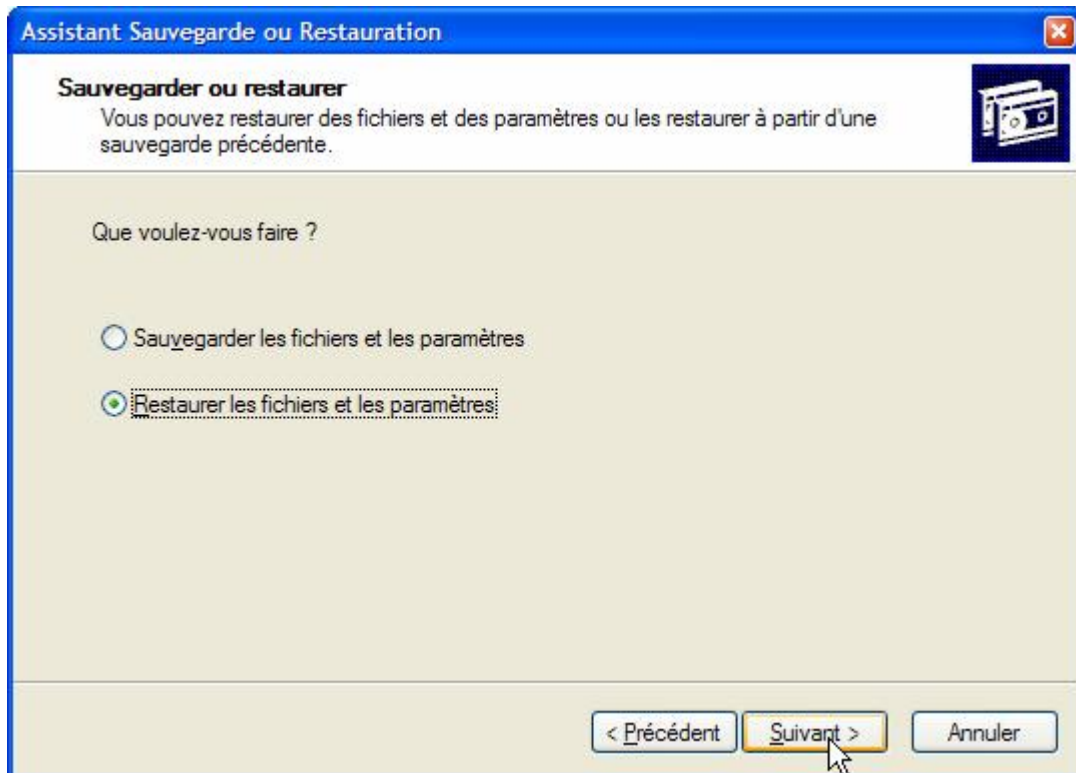 Assistant Sauvegarde ou Restauration
Sauvegarder ou restaurer
Vous pouvez restaurer des fichiers et des paramètres ou les restaurer à partir d'une
sauvegarde précédente.
Que voulez-vous faire ?
Sauvegarder les fichiers et les paramètres
Restaurer les fichiers et les paramètres
< Précédent Suivant > Annuler